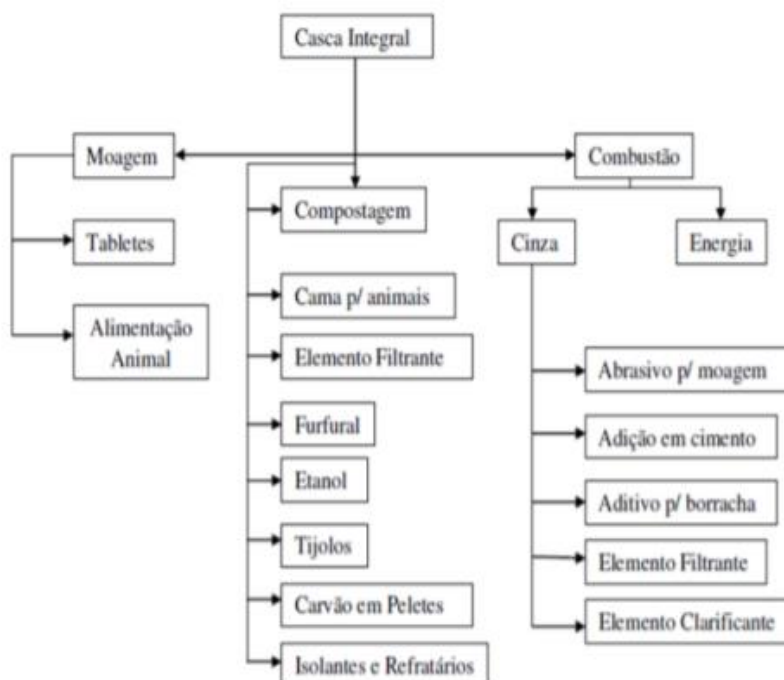 Casca Integral
Moagem
Combustão
Tabletes
Compostagem
Cinza
Energia
Alimentação
Animal
Cama p/ animais
Elemento Filtrante
Abrasivo p/ moagem
Furfural
Adição em cimento
Etanol
Aditivo p/ borracha
Tijolos
Elemento Filtrante
Carvão em Peletes
Elemento Clarificante
Isolantes e Refratários